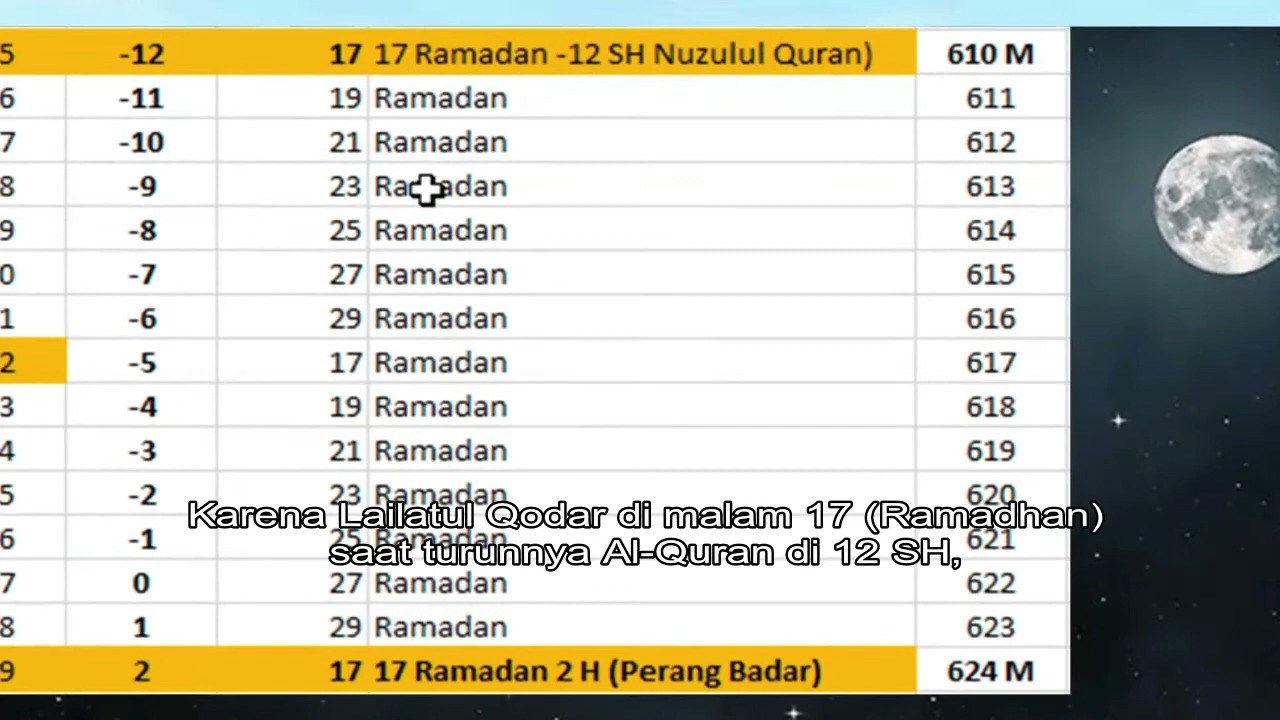 5 -12 17 17 Ramadan -12 SH Nuzulul Quran) 610 M
6 -11 19 Ramadan 611
7 -10 21 Ramadan 612
8 -9 23 Ramadan 613
9 -8 25 Ramadan 614
0 -7 27 Ramadan 615
1 -6 29 Ramadan 616
2 -5 17 Ramadan 617
3 -4 19 Ramadan 618
4 -3 21 Ramadan 619
5 -2 23 Ramadan 620
Karena Lailatul Qodar di malam 17 (Ramadhan)
6 -1 25 Ramadan 621
saat turunnya Al-Quran di 12 SH,
7 0 27 Ramadan 622
8 1 29 Ramadan 623
9 2 17 17 Ramadan 2 H (Perang Badar) 624 M